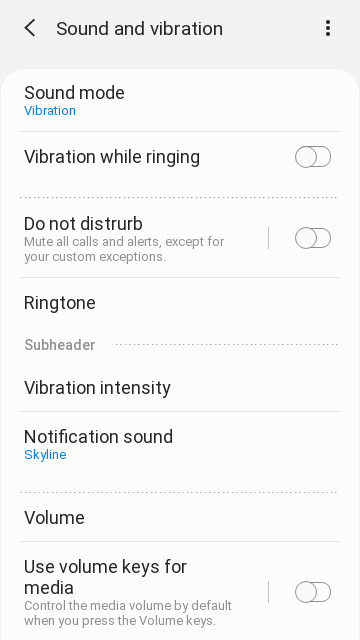 Sound and vibration
Sound mode
Vibration
Vibration while ringing
Do not distrurb
Mute all calls and alerts, except for
your custom exceptions.
Ringtone
Subheader
Vibration intensity
Notification sound
Skyline
Volume
Use volume keys for
media
Control the media volume by default
when you press the Volume keys.